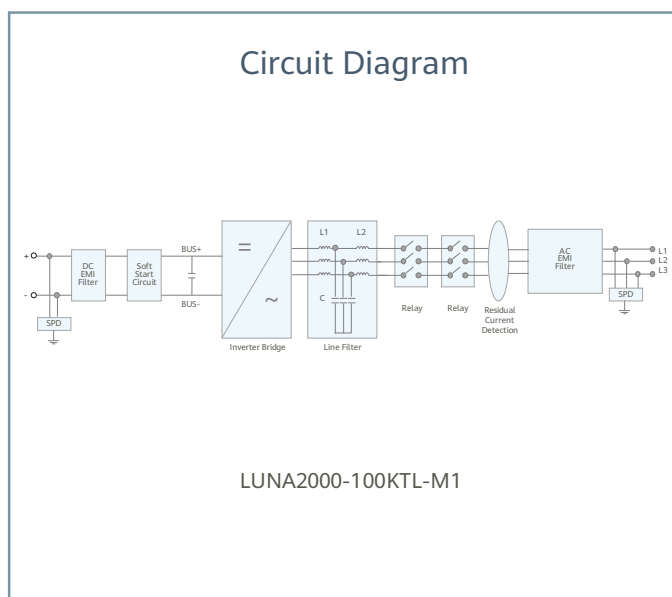 Circuit Diagram
+
-
SPD
DC
EMI
Filter
Soft
Start
Circuit
BUS+
BUS-
=
~
Inverter Bridge
L1
L2
C
Line Filter
Relay
Relay
Residual
Current
Detection
AC
EMI
Filter
L1
L2
L3
SPD
LUNA2000-100KTL-M1